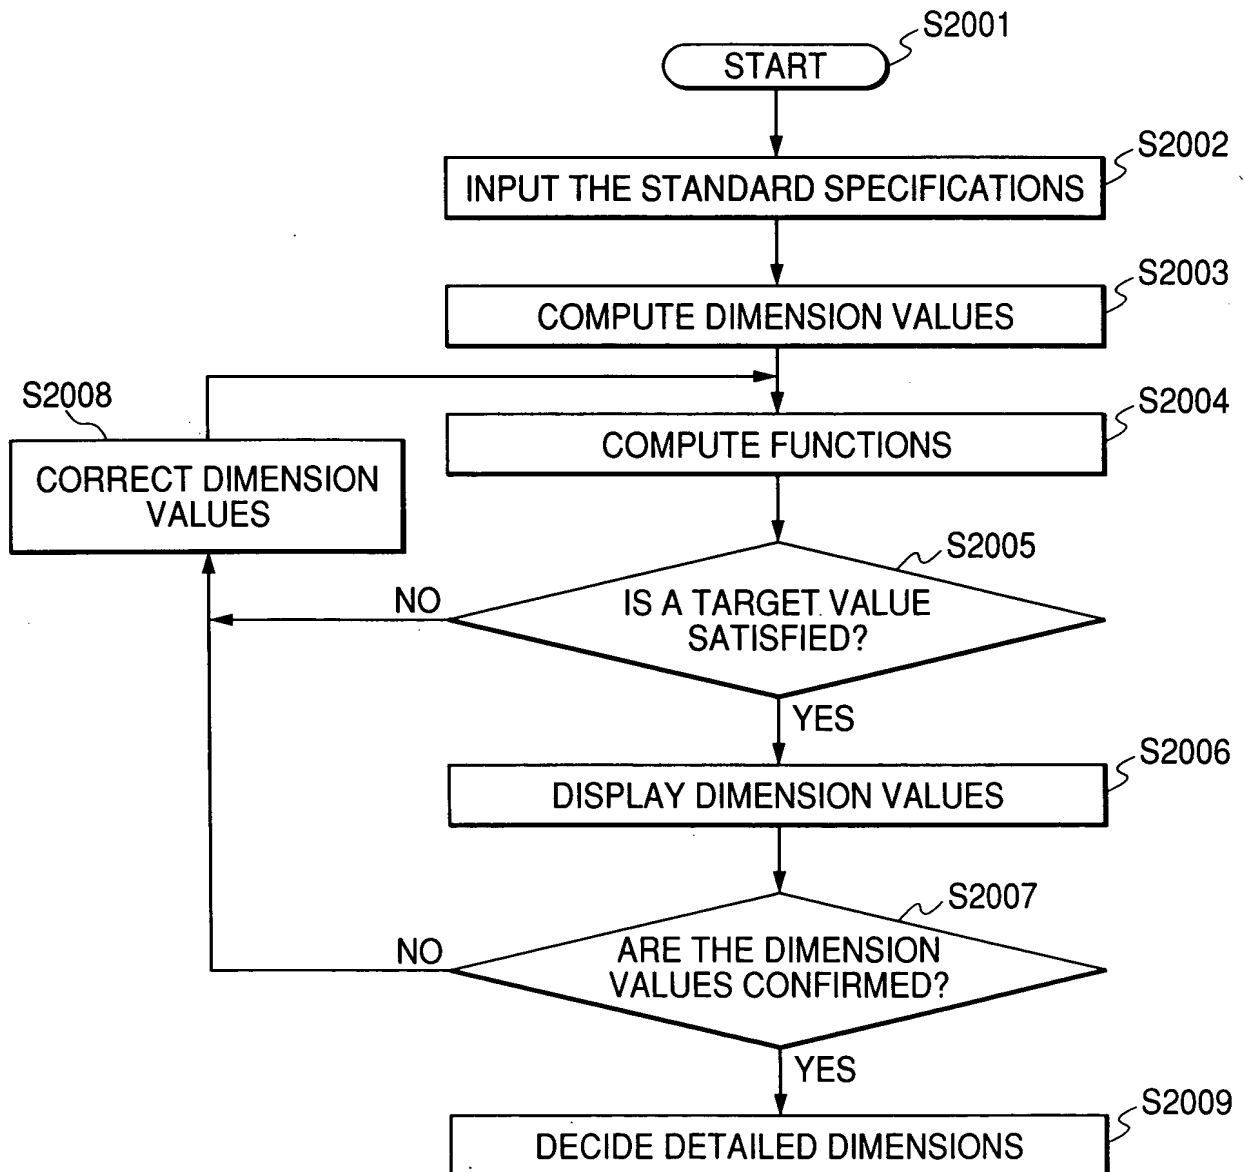 S2001
START
S2002
INPUT THE STANDARD SPECIFICATIONS
S2003
COMPUTE DIMENSION VALUES
S2008
S2004
COMPUTE FUNCTIONS
CORRECT DIMENSION
VALUES
S2005
NO
IS A TARGET VALUE
SATISFIED?
YES
S2006
DISPLAY DIMENSION VALUES
S2007
NO
ARE THE DIMENSION
VALUES CONFIRMED?
YES
S2009
DECIDE DETAILED DIMENSIONS